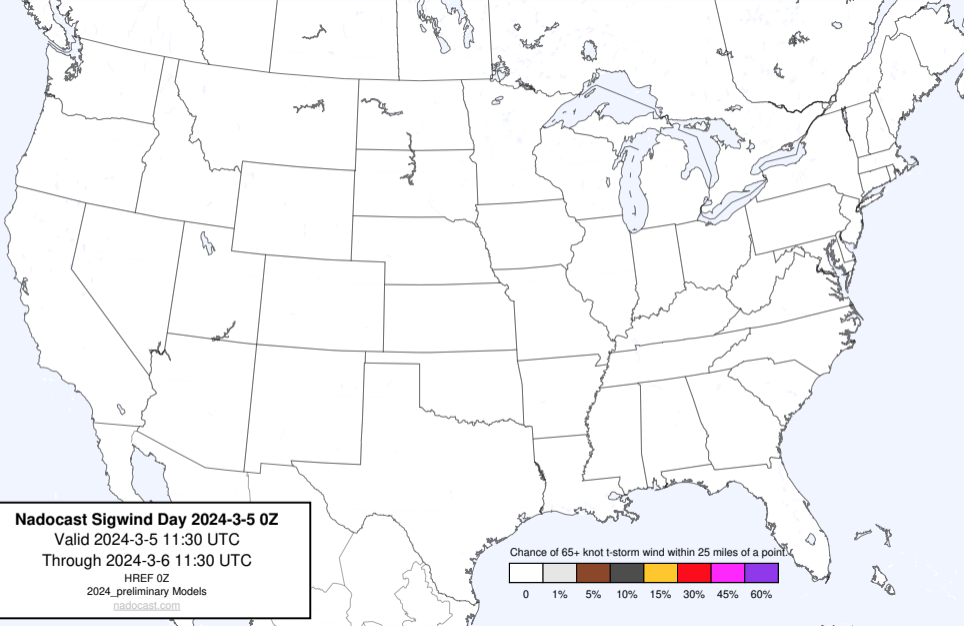 Nadocast Sigwind Day 2024-3-5 0Z
Valid 2024-3-5 11:30 UTC
Through 2024-3-6 11:30 UTC
HREF 0Z
2024_preliminary Models
nadocast.com
Chance of 65+ knot t-storm wind within 25 miles of a point.
0 1% 5% 10% 15% 30% 45% 60%